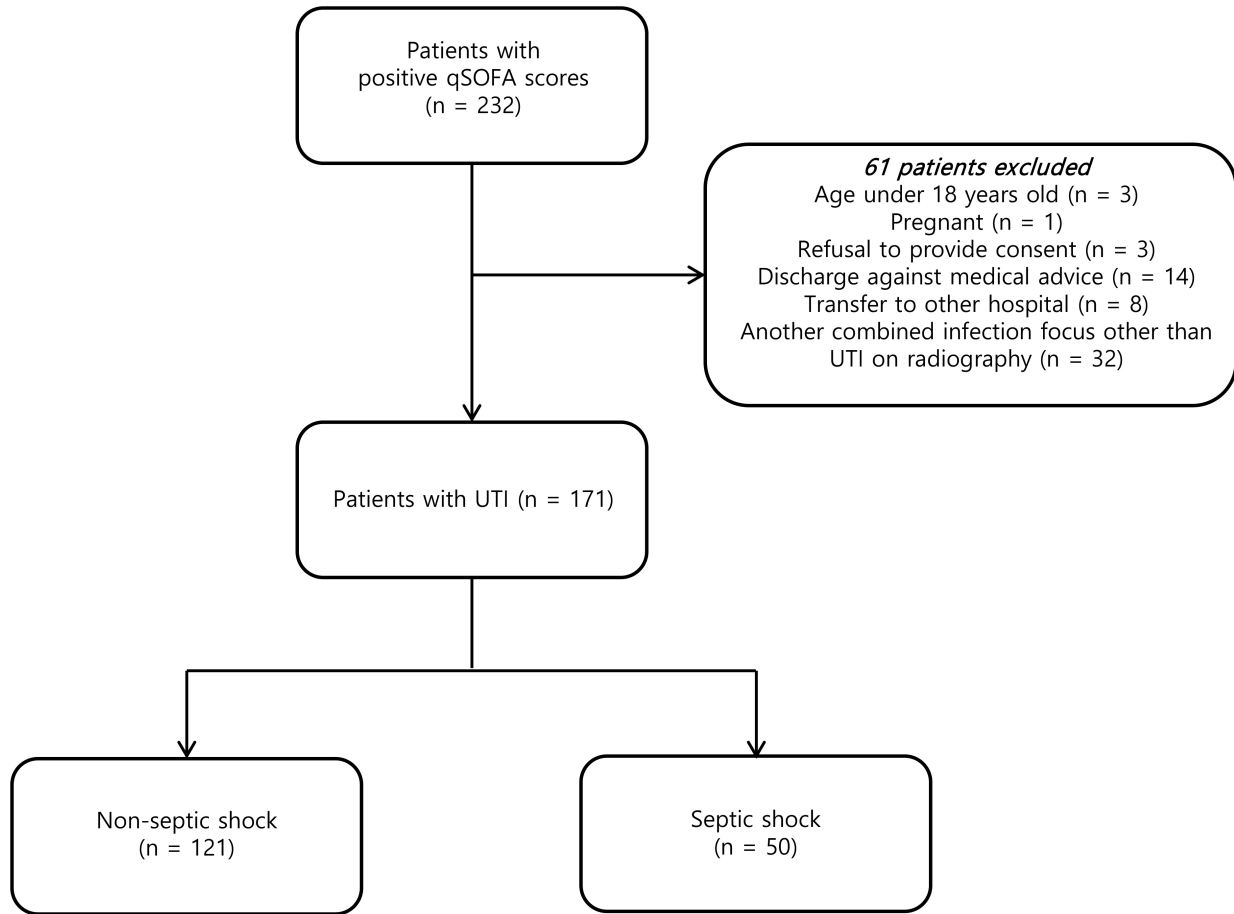 Patients with
positive qSOFA scores
(n = 232)
61 patients excluded
Age under 18 years old (n = 3)
Pregnant (n = 1)
Refusal to provide consent (n = 3)
Discharge against medical advice (n = 14)
Transfer to other hospital (n = 8)
Another combined infection focus other than
UTI on radiography (n = 32)
Patients with UTI (n = 171)
Non-septic shock
(n = 121)
Septic shock
(n = 50)